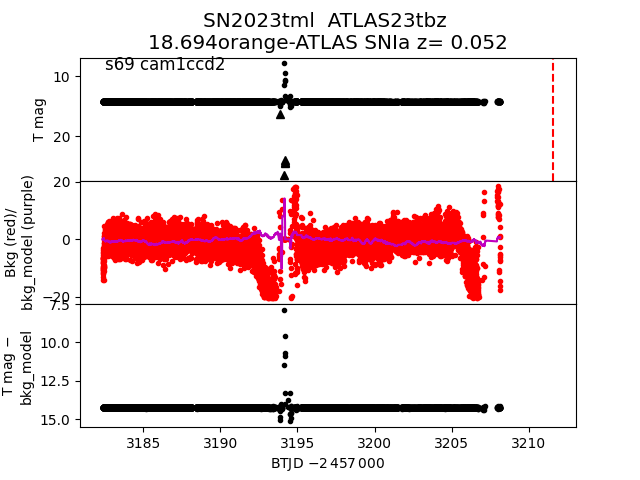 SN2023tml ATLAS23tbz
18.694orange-ATLAS SNIa z= 0.052
s69 cam1ccd2
10
20
T mag
20
0
−20
Bkg (red)/
bkg_model (purple)
7.5
10.0
12.5
15.0
T mag −
bkg_model
3185 3190 3195 3200 3205 3210
BTJD −2 457 000